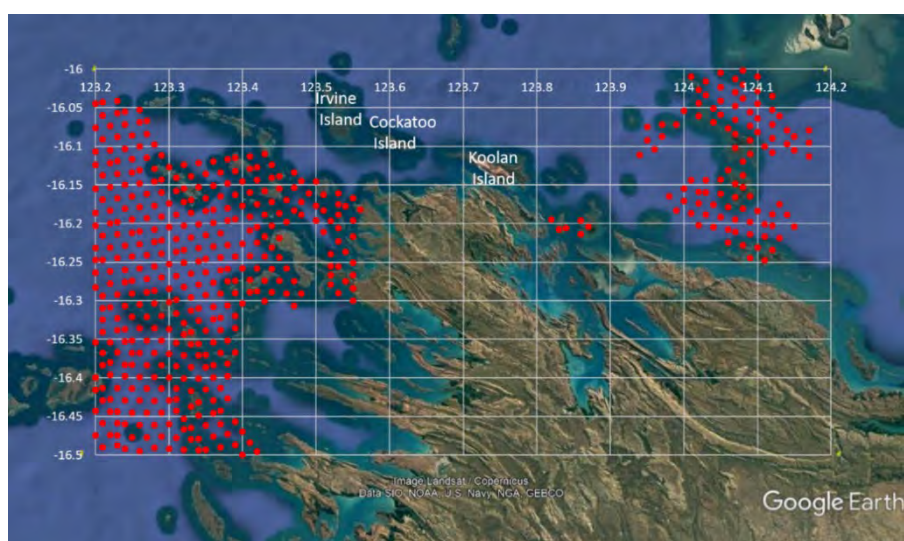 -16
123.2 123.3 123.4 123.5 123.6 123.7 123.8 123.9 124 124.1 124.2
-16.05
Irvine
Island
Cockatoo
Island
-16.1
Koolan
Island
-16.15
-16.2
-16.25
-16.3
-16.35
-16.4
-16.45
-16.5
Image Landsat / Copernicus
Data SIO, NOAA, U.S. Navy, NGA, GEBCO
Google Earth